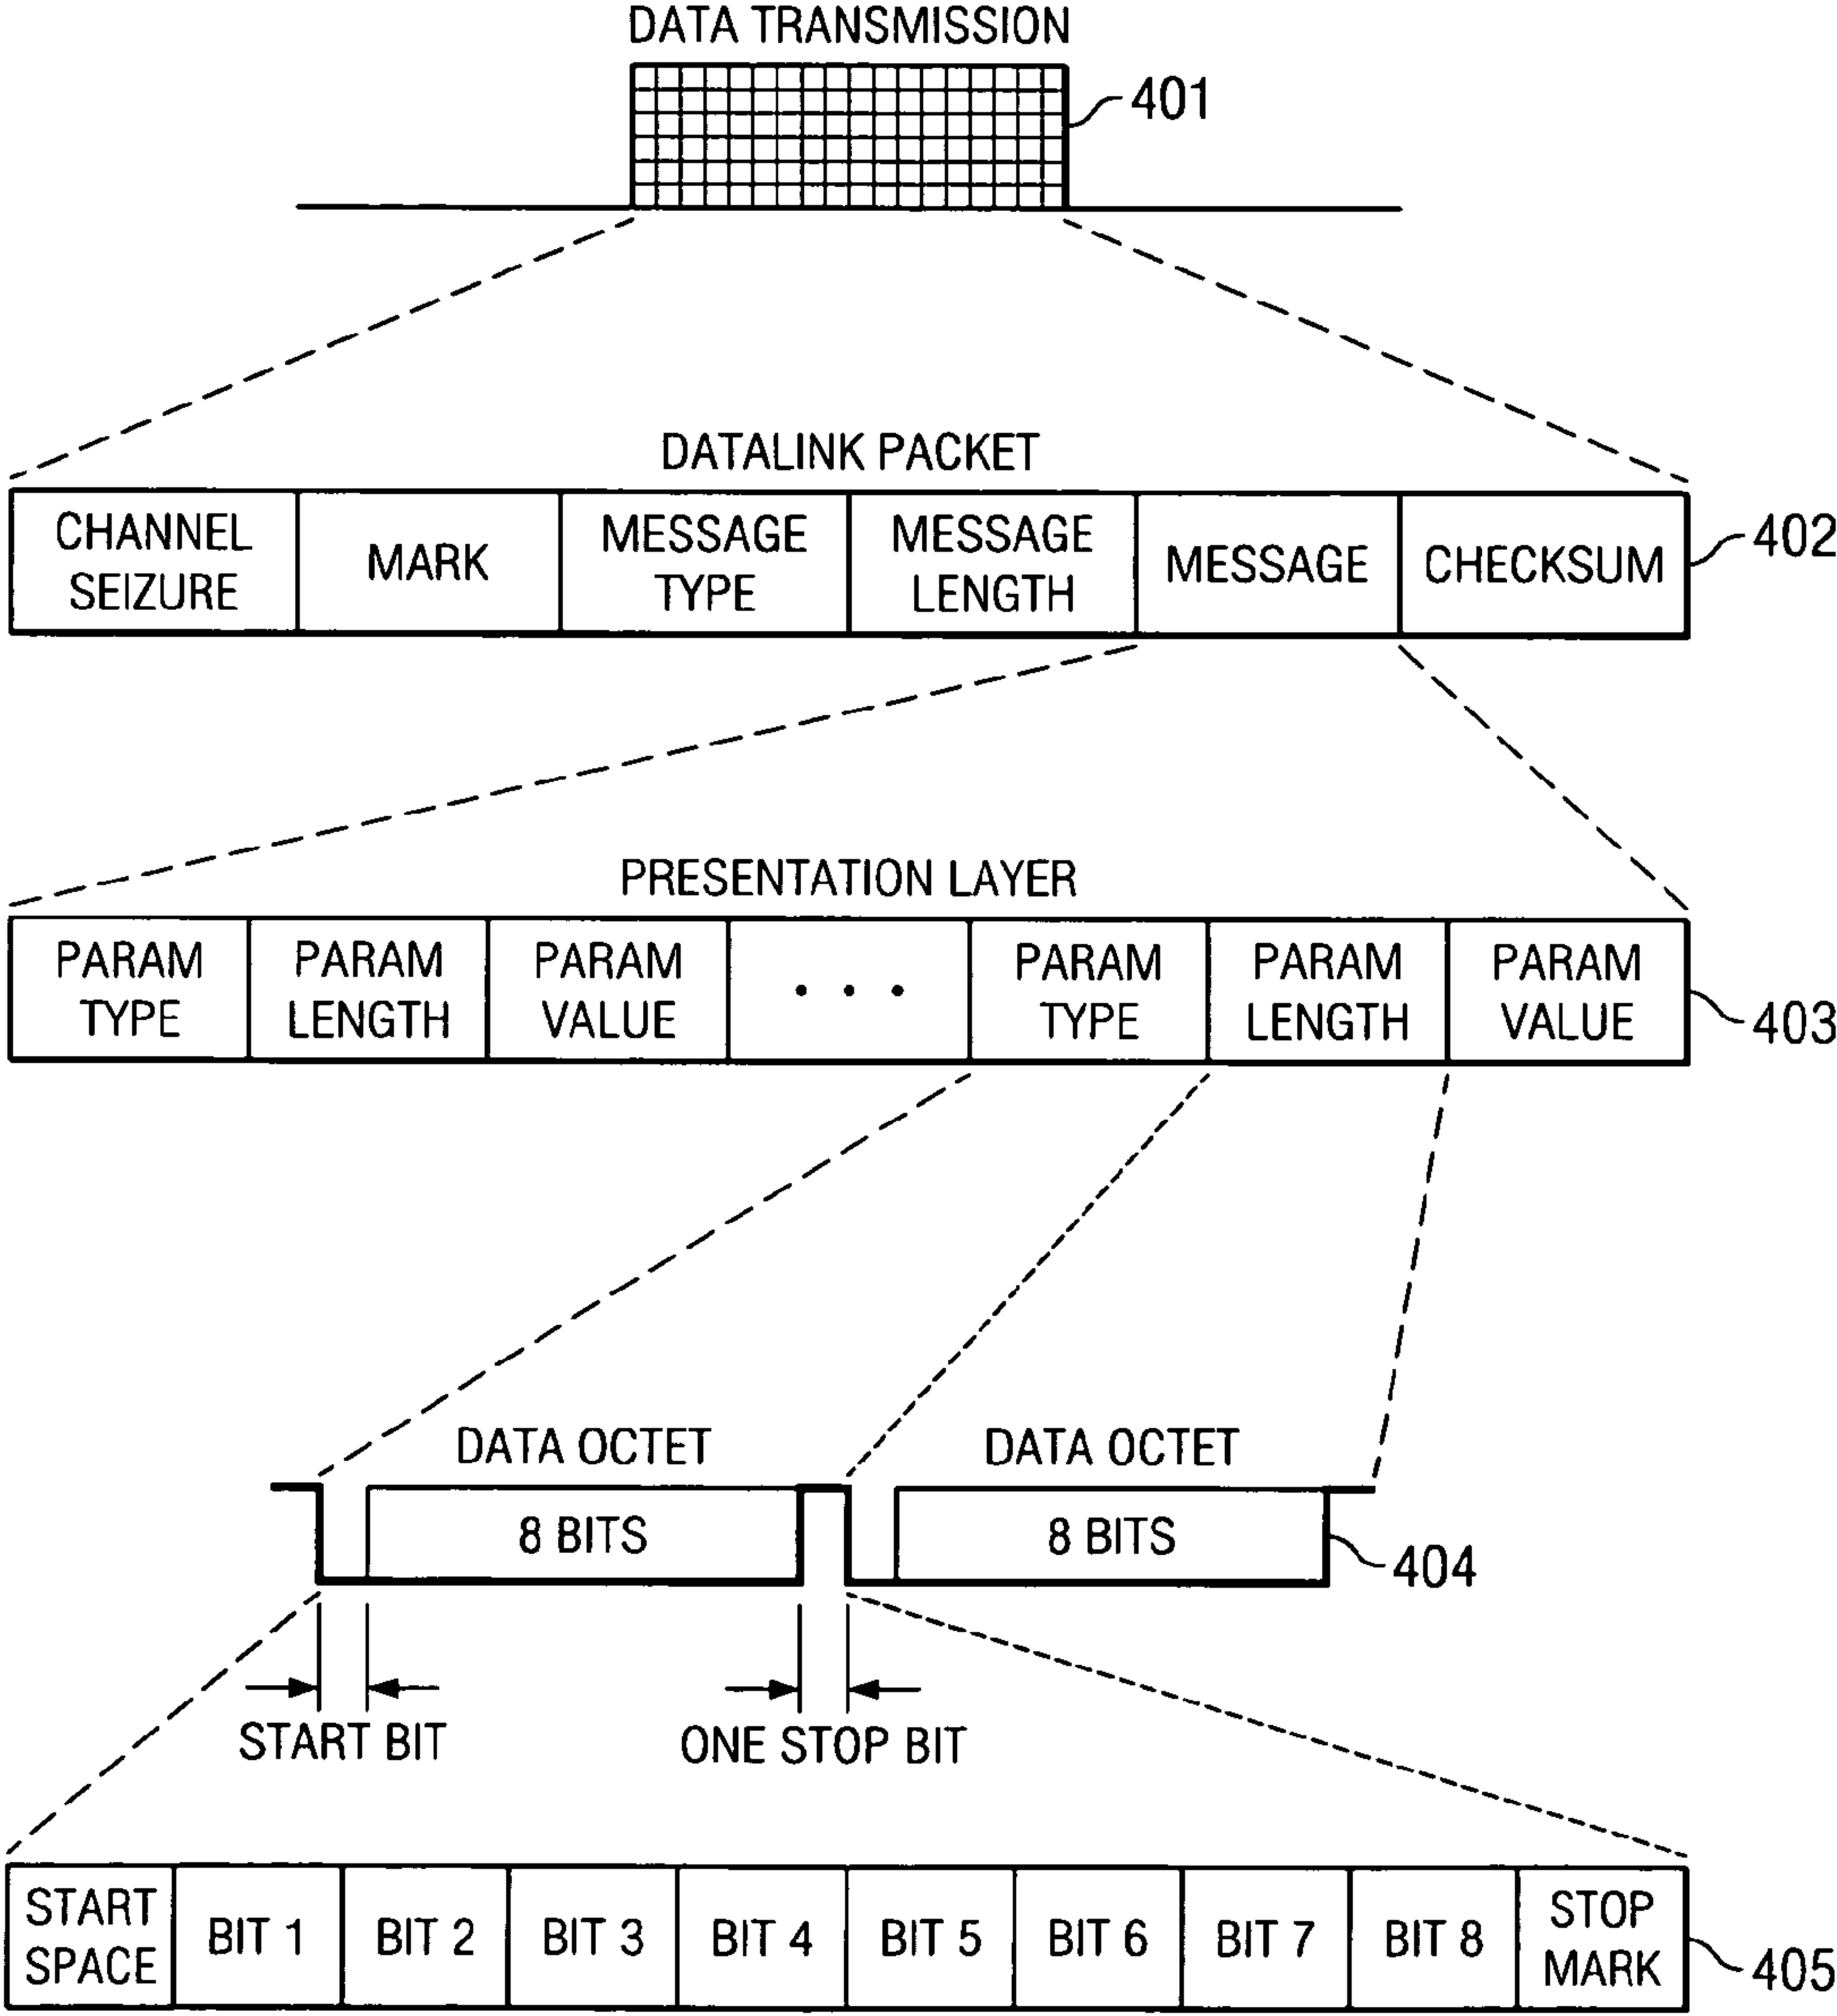 DATA TRANSMISSION
401
DATALINK PACKET
CHANNEL
SEIZURE
MARK
MESSAGE
TYPE
MESSAGE
LENGTH
MESSAGE
CHECKSUM
402
PRESENTATION LAYER
PARAM
TYPE
PARAM
LENGTH
PARAM
VALUE
• • •
PARAM
TYPE
PARAM
LENGTH
PARAM
VALUE
403
DATA OCTET
DATA OCTET
8 BITS
8 BITS
404
START BIT
ONE STOP BIT
START
SPACE
BIT 1
BIT 2
BIT 3
BIT 4
BIT 5
BIT 6
BIT 7
BIT 8
STOP
MARK
405